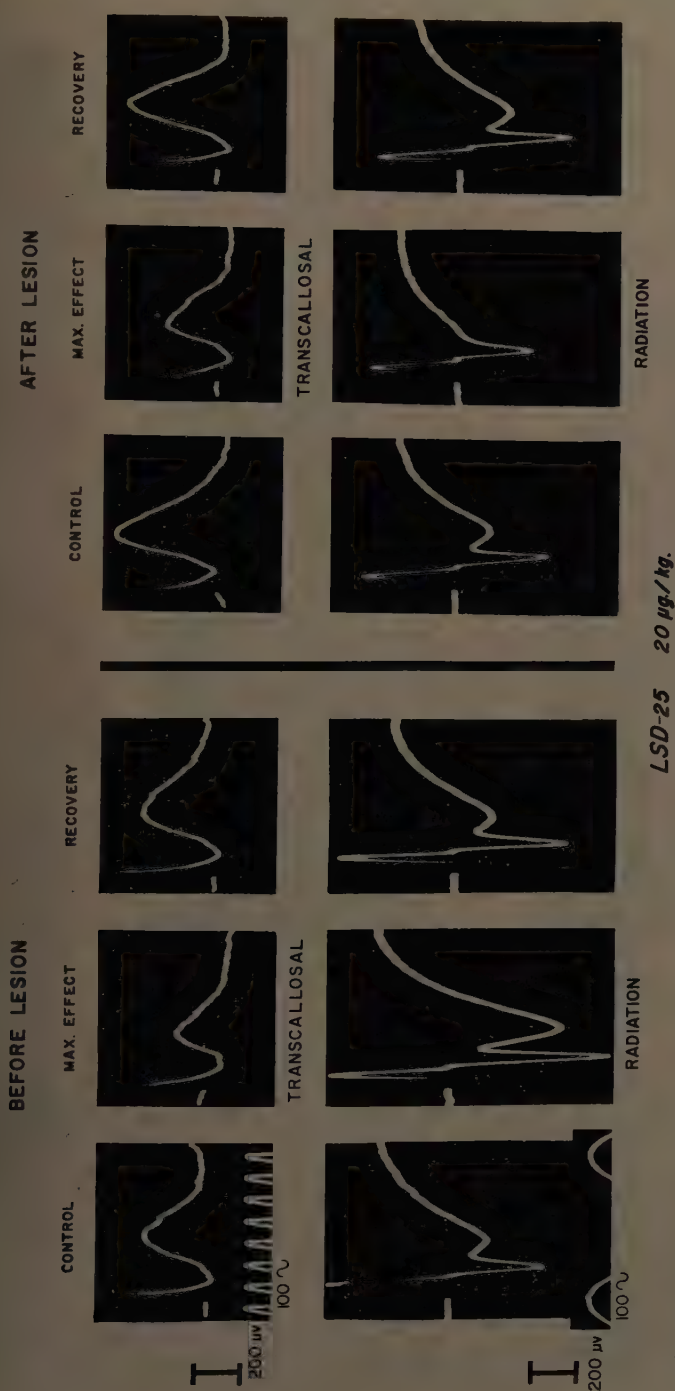 BEFORE LESION
AFTER LESION
CONTROL
MAX. EFFECT
RECOVERY
CONTROL
MAX. EFFECT
RECOVERY
200 µv
100 ~
TRANSCALLOSAL
TRANSCALLOSAL
200 µv
100 ~
RADIATION
RADIATION
LSD-25 20 µg/kg.